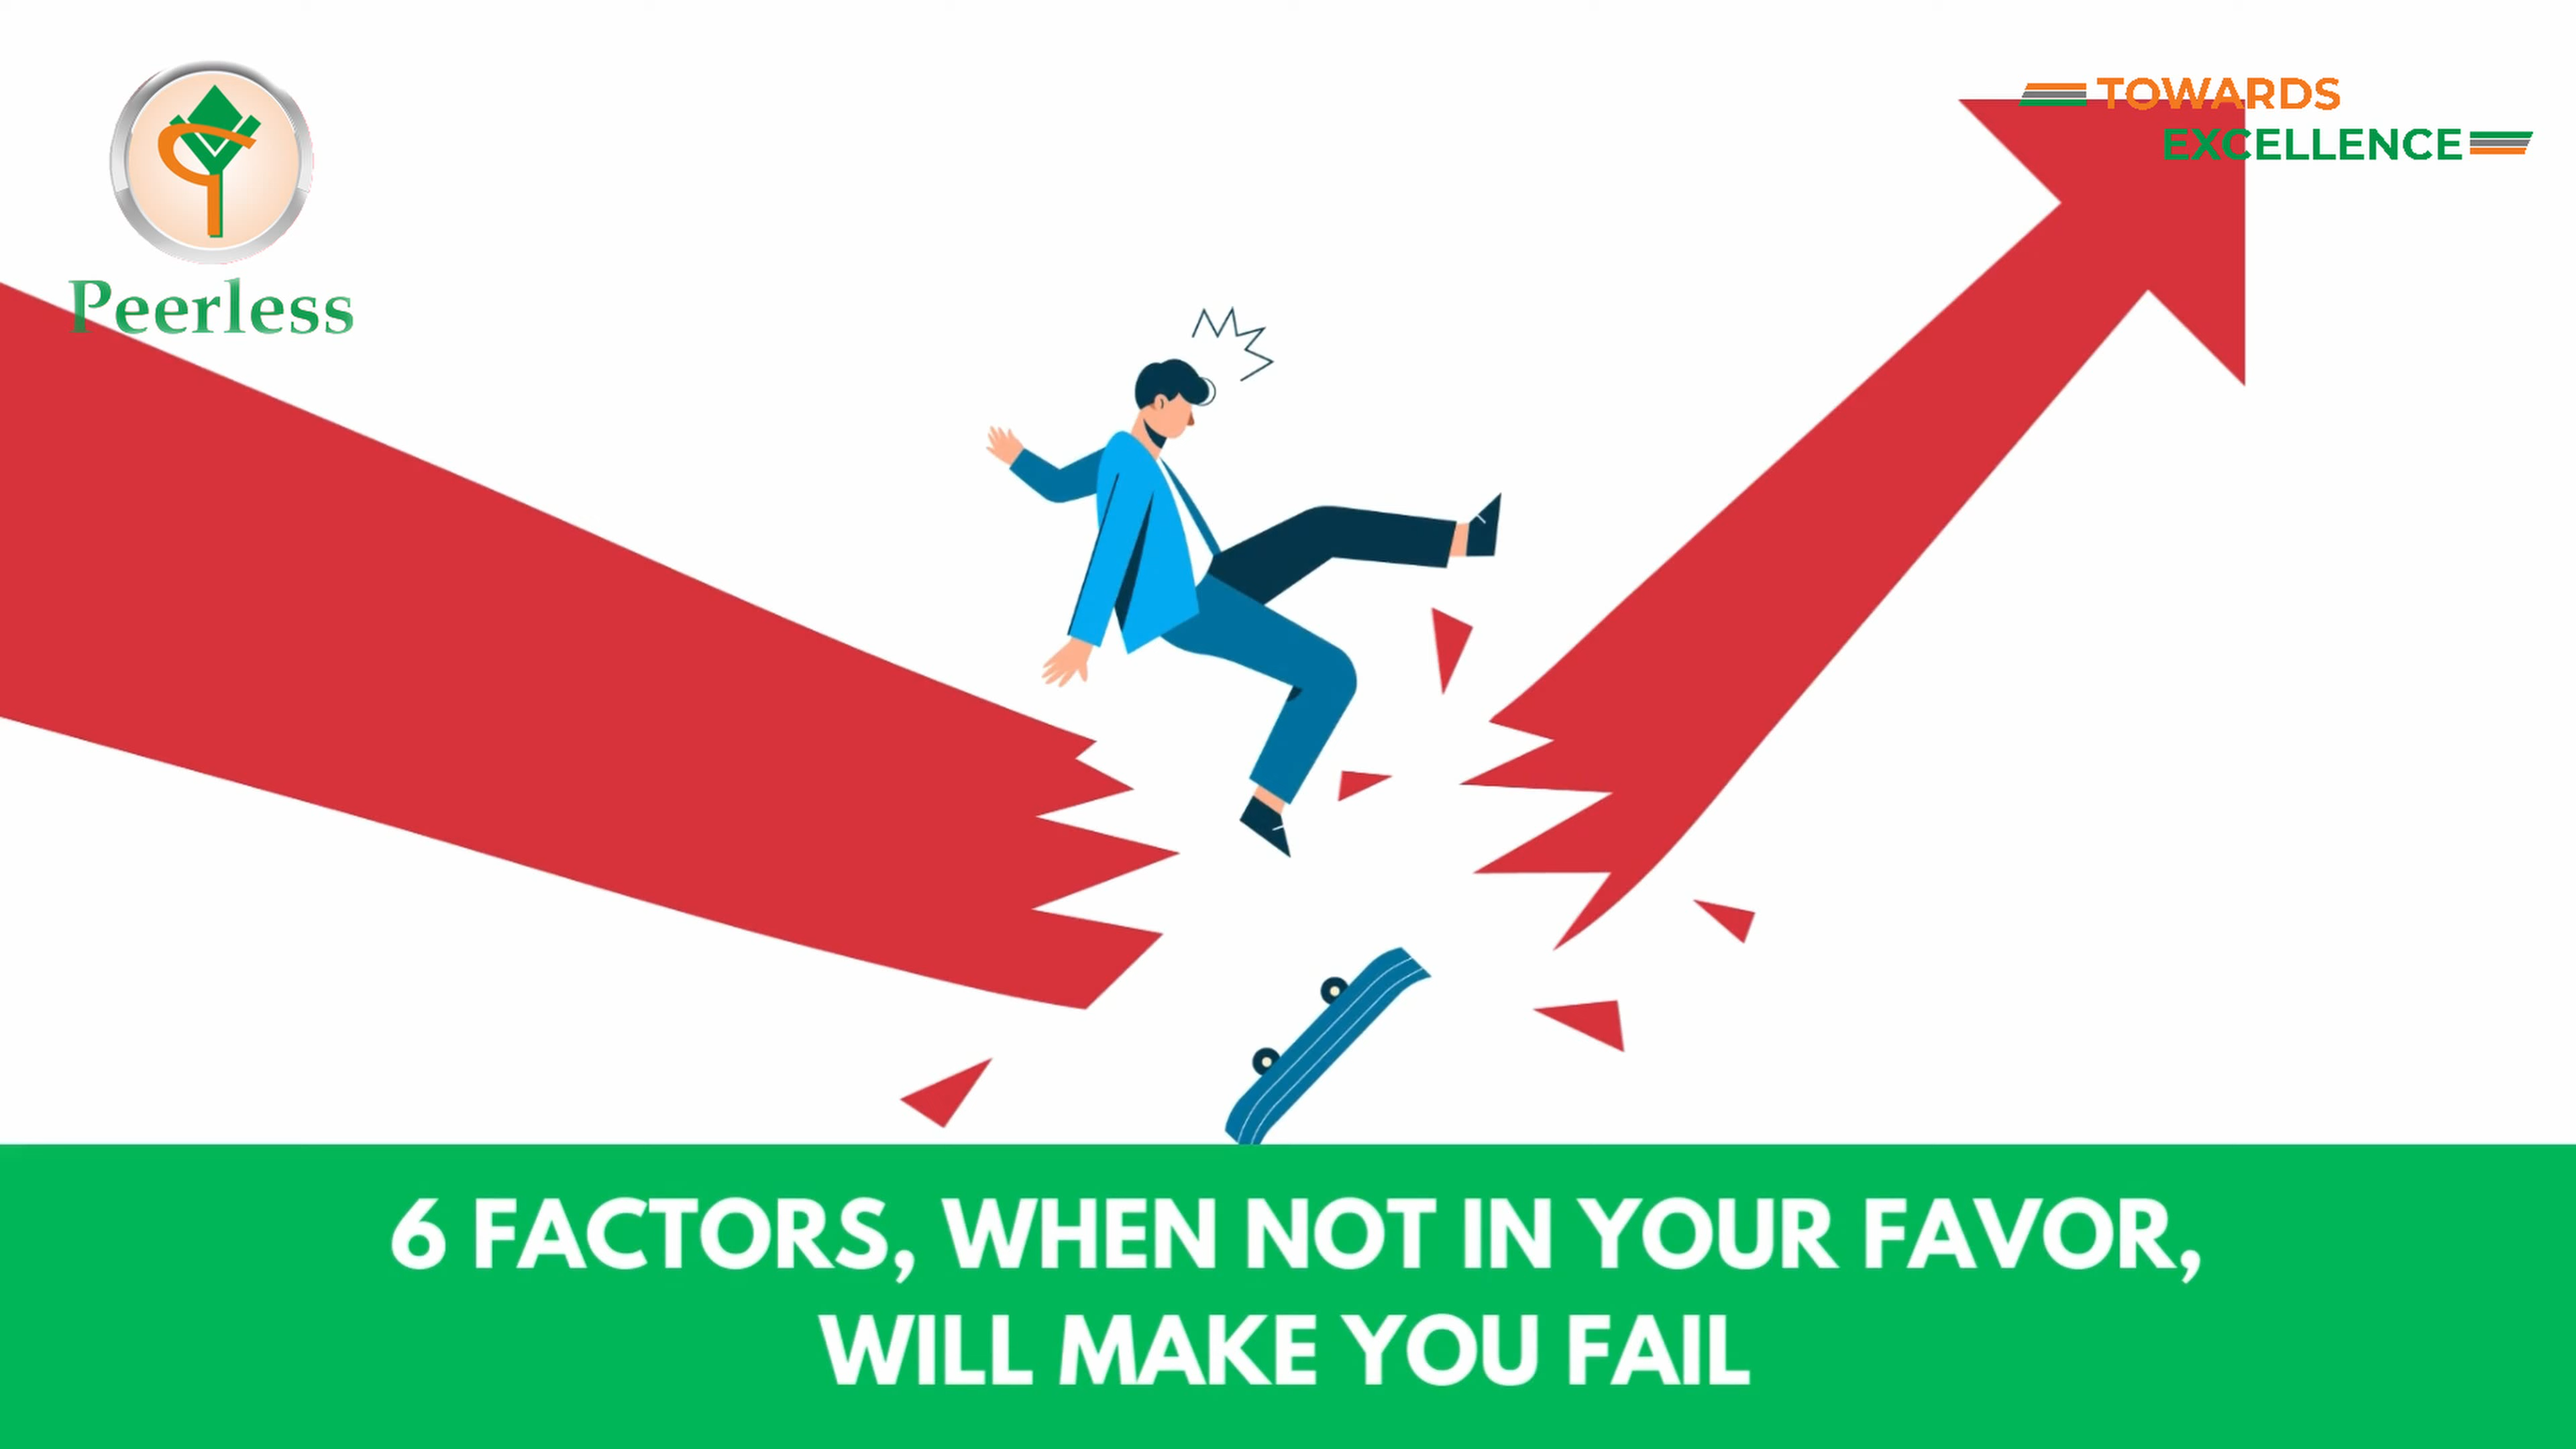 Peerless
TOWARDS
EXCELLENCE
6 FACTORS, WHEN NOT IN YOUR FAVOR,
WILL MAKE YOU FAIL